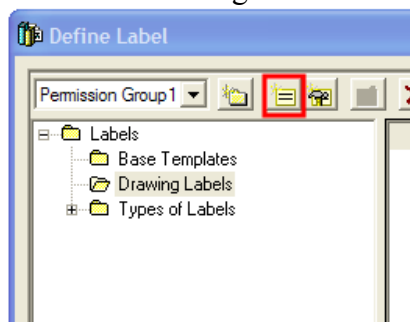 Define Label
Permission Group1
Labels
Base Templates
Drawing Labels
Types of Labels